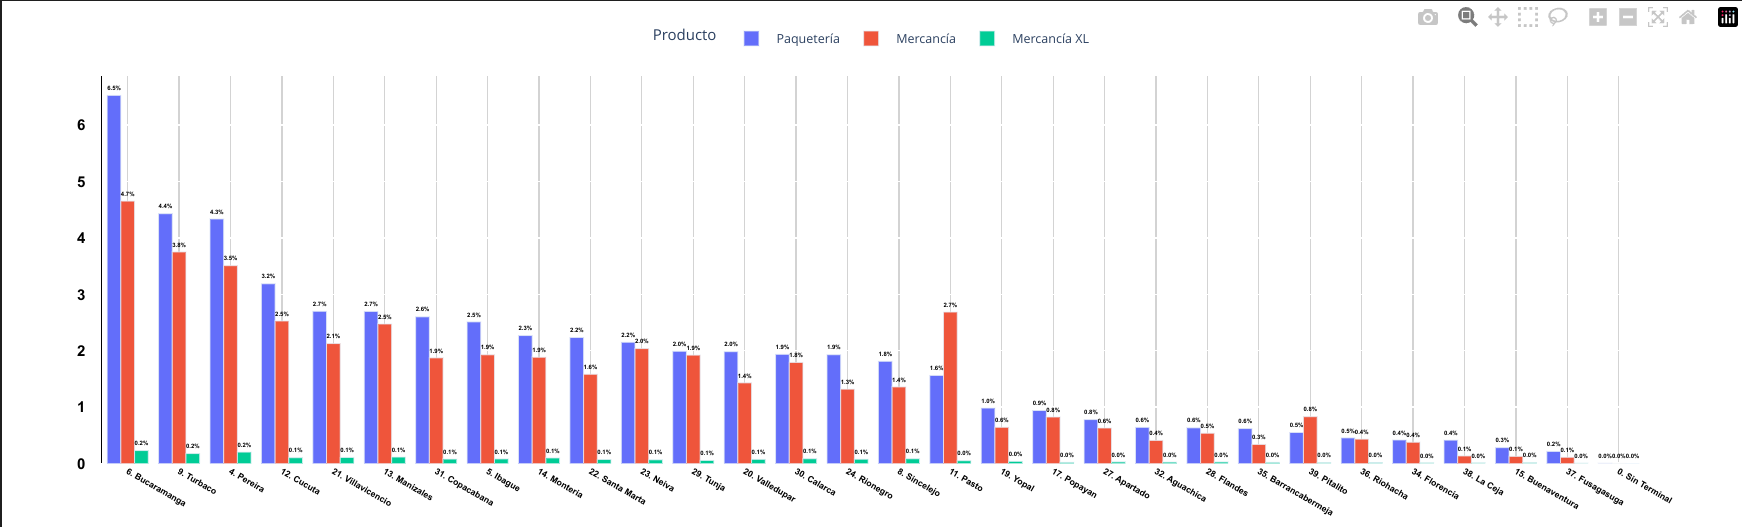 Producto Paquetería Mercancía Mercancía XL
6
5
4
3
2
1
0
6.5% 4.7% 0.2%
4.4% 3.8% 0.2%
4.3% 3.5% 0.2%
3.2% 2.5% 0.1%
2.7% 2.1% 0.1%
2.7% 2.5% 0.1%
2.6% 1.9% 0.1%
2.5% 1.9% 0.1%
2.3% 1.9% 0.1%
2.2% 1.6% 0.1%
2.2% 2.0% 0.1%
2.0% 1.9% 0.1%
2.0% 1.4% 0.1%
1.9% 1.8% 0.1%
1.9% 1.3% 0.1%
1.8% 1.4% 0.1%
1.6% 2.7% 0.0%
1.0% 0.6% 0.0%
0.9% 0.8% 0.0%
0.8% 0.6% 0.0%
0.6% 0.4% 0.0%
0.6% 0.5% 0.0%
0.6% 0.3% 0.0%
0.5% 0.8% 0.0%
0.5% 0.4% 0.0%
0.4% 0.4% 0.0%
0.4% 0.1% 0.0%
0.3% 0.1% 0.0%
0.2% 0.1% 0.0%
0.0% 0.0% 0.0%
6. Bucaramanga
9. Turbaco
4. Pereira
12. Cucuta
21. Villavicencio
13. Manizales
31. Copacabana
5. Ibague
14. Monteria
22. Santa Marta
23. Neiva
29. Tunja
20. Valledupar
30. Calarca
24. Rionegro
8. Sincelejo
11. Pasto
19. Yopal
17. Popayan
27. Apartado
32. Aguachica
28. Flandes
35. Barrancabermeja
39. Pitalito
36. Riohacha
34. Florencia
38. La Ceja
15. Buenaventura
37. Fusagasuga
0. Sin Terminal